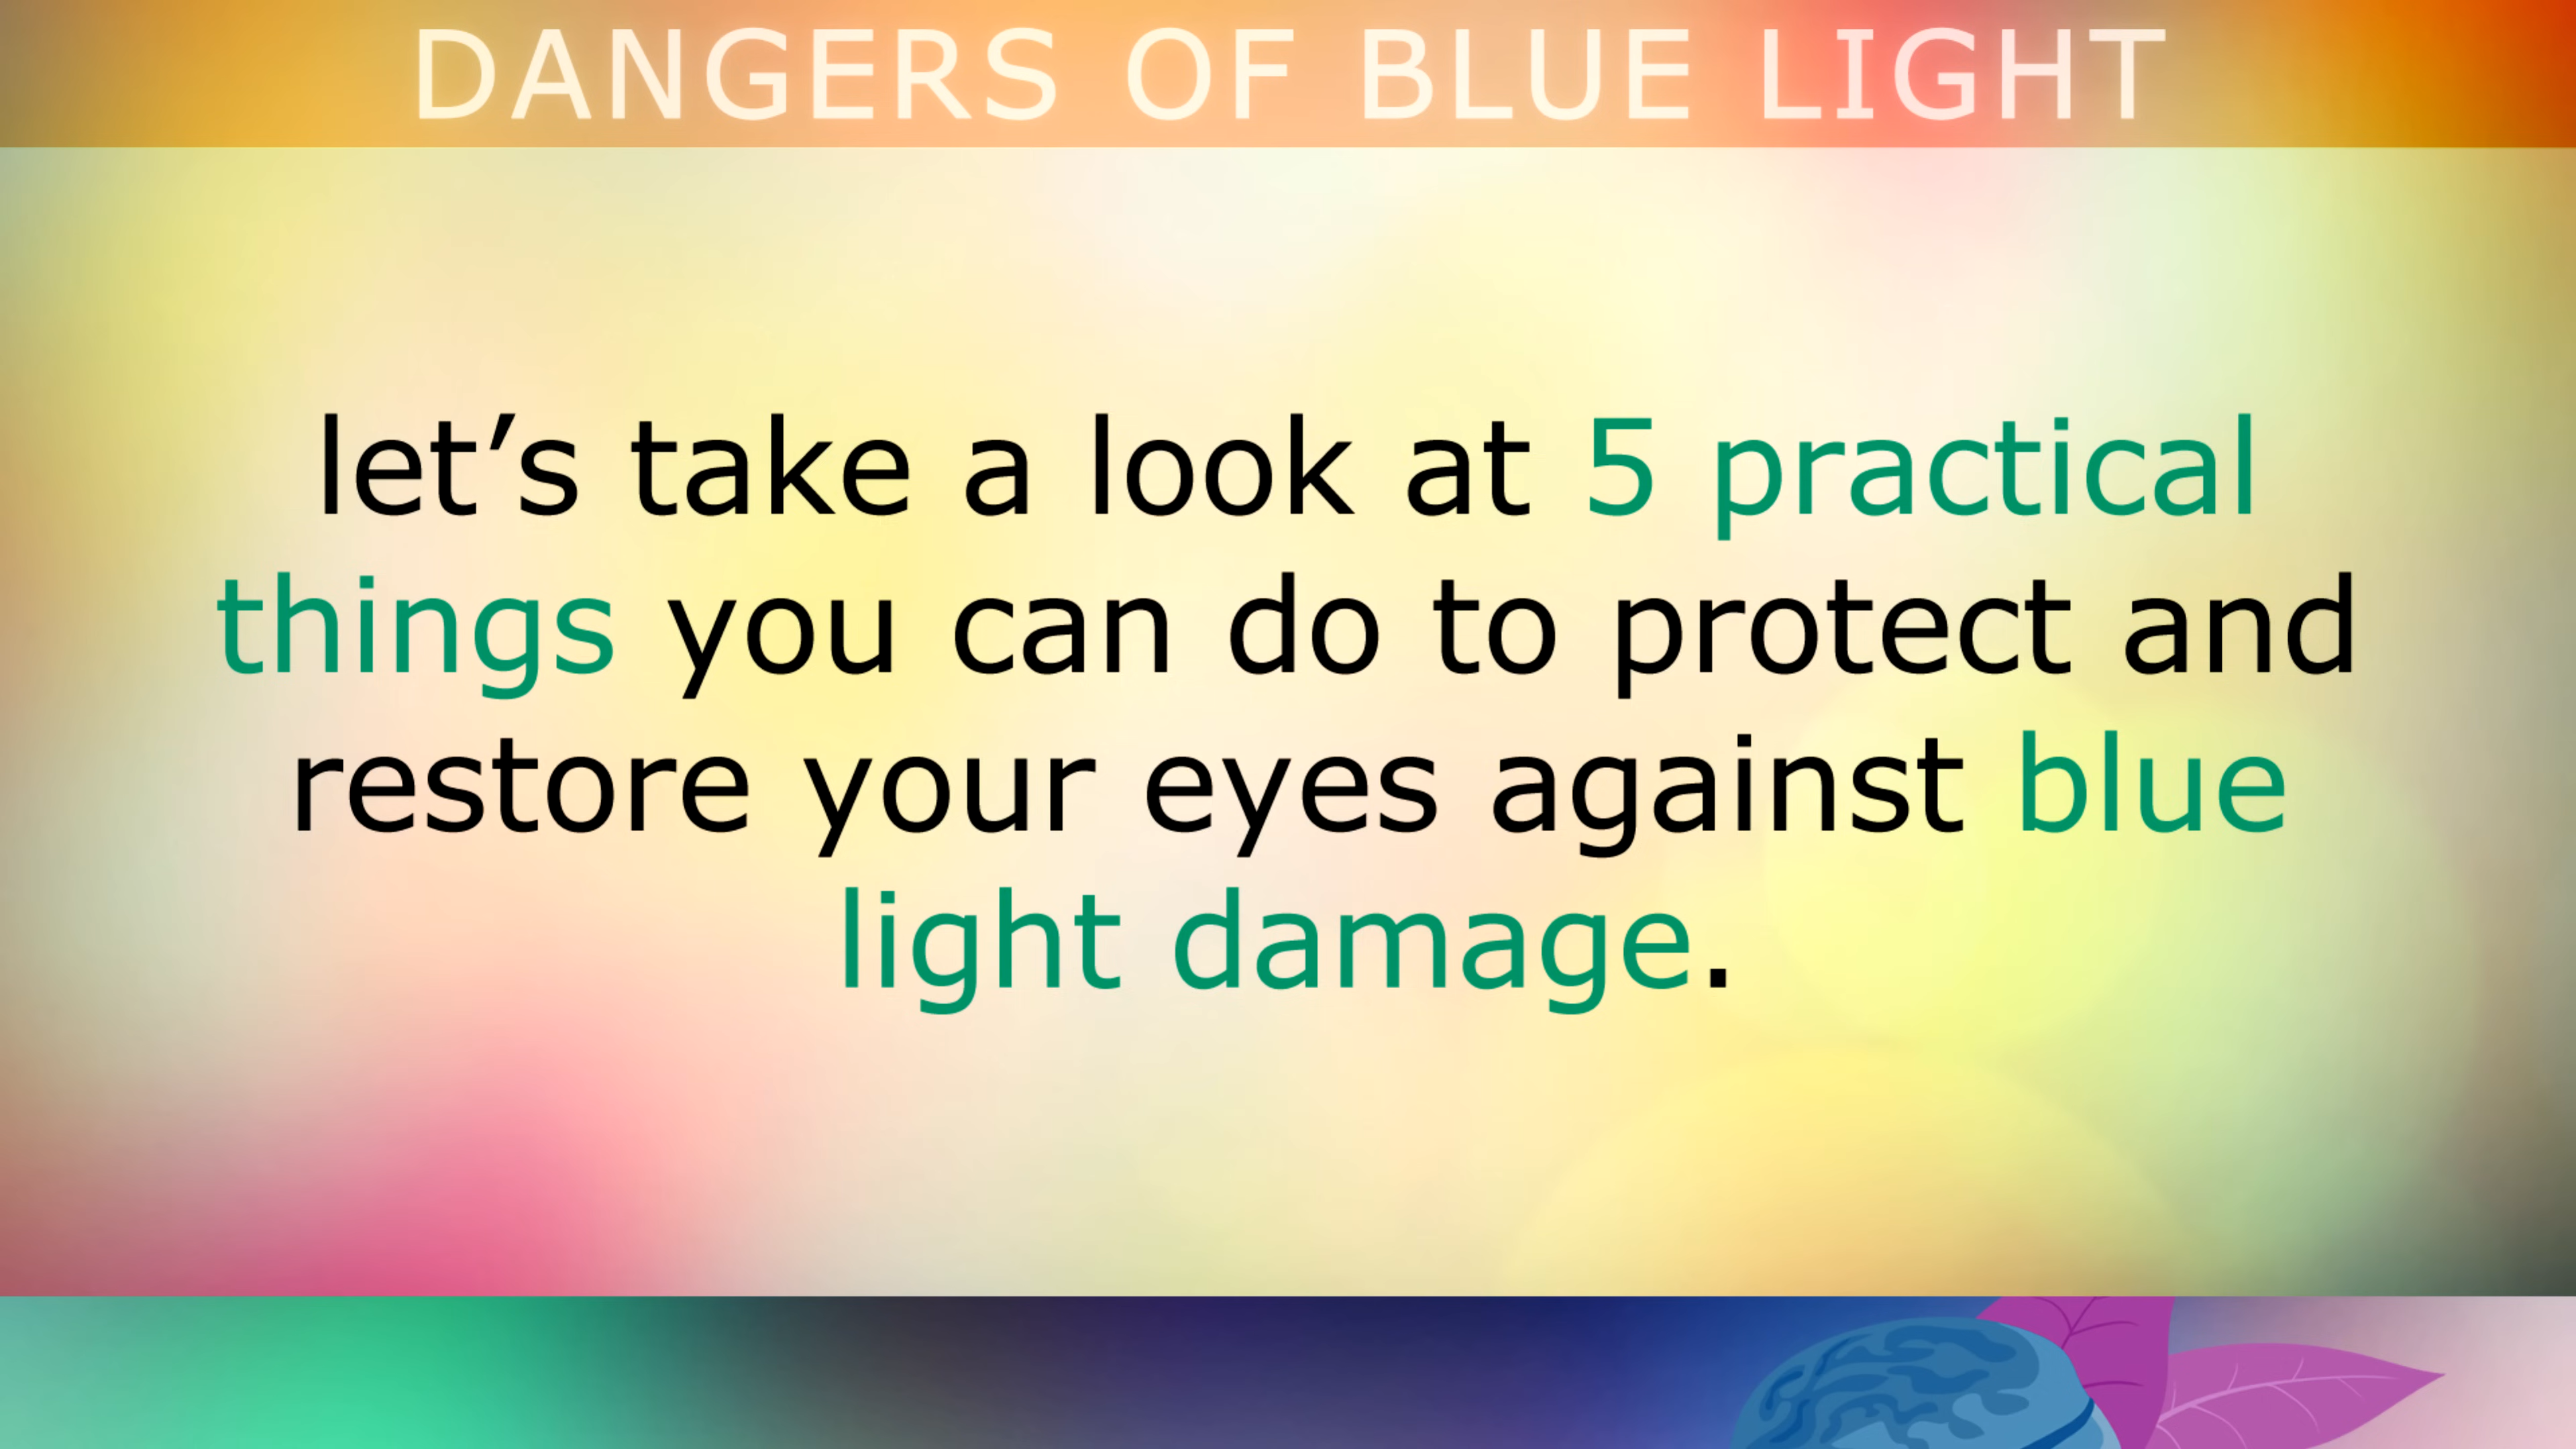 DANGERS OF BLUE LIGHT
let’s take a look at 5 practical
things you can do to protect and
restore your eyes against blue
light damage.